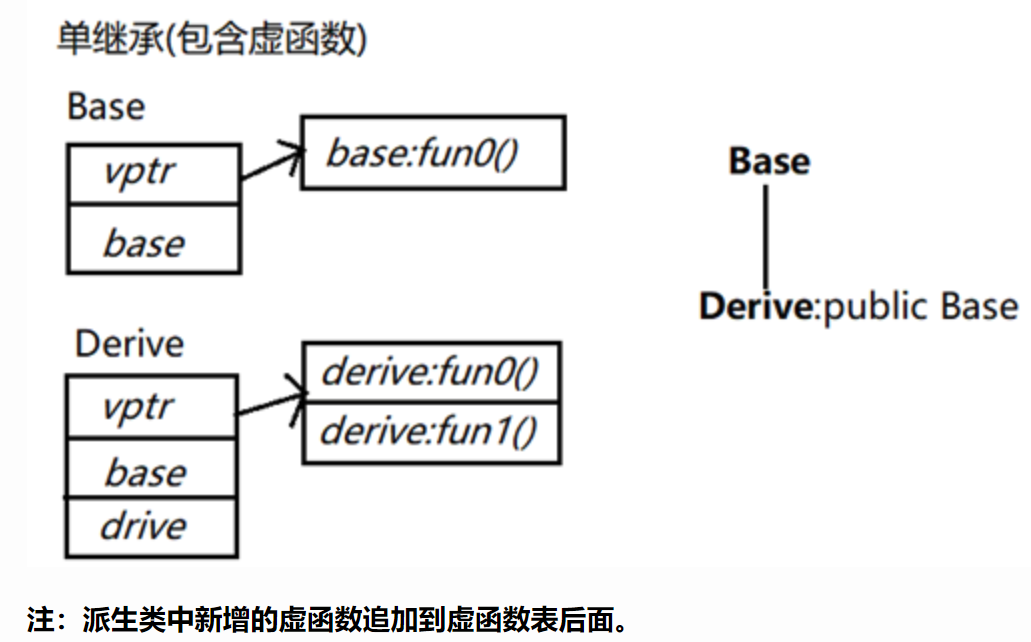 单继承(包含虚函数)
Base
vptr
base:fun0()
base
Base
Derive:public Base
Derive
vptr
derive:fun0()
derive:fun1()
base
drive
注：派生类中新增的虚函数追加到虚函数表后面。